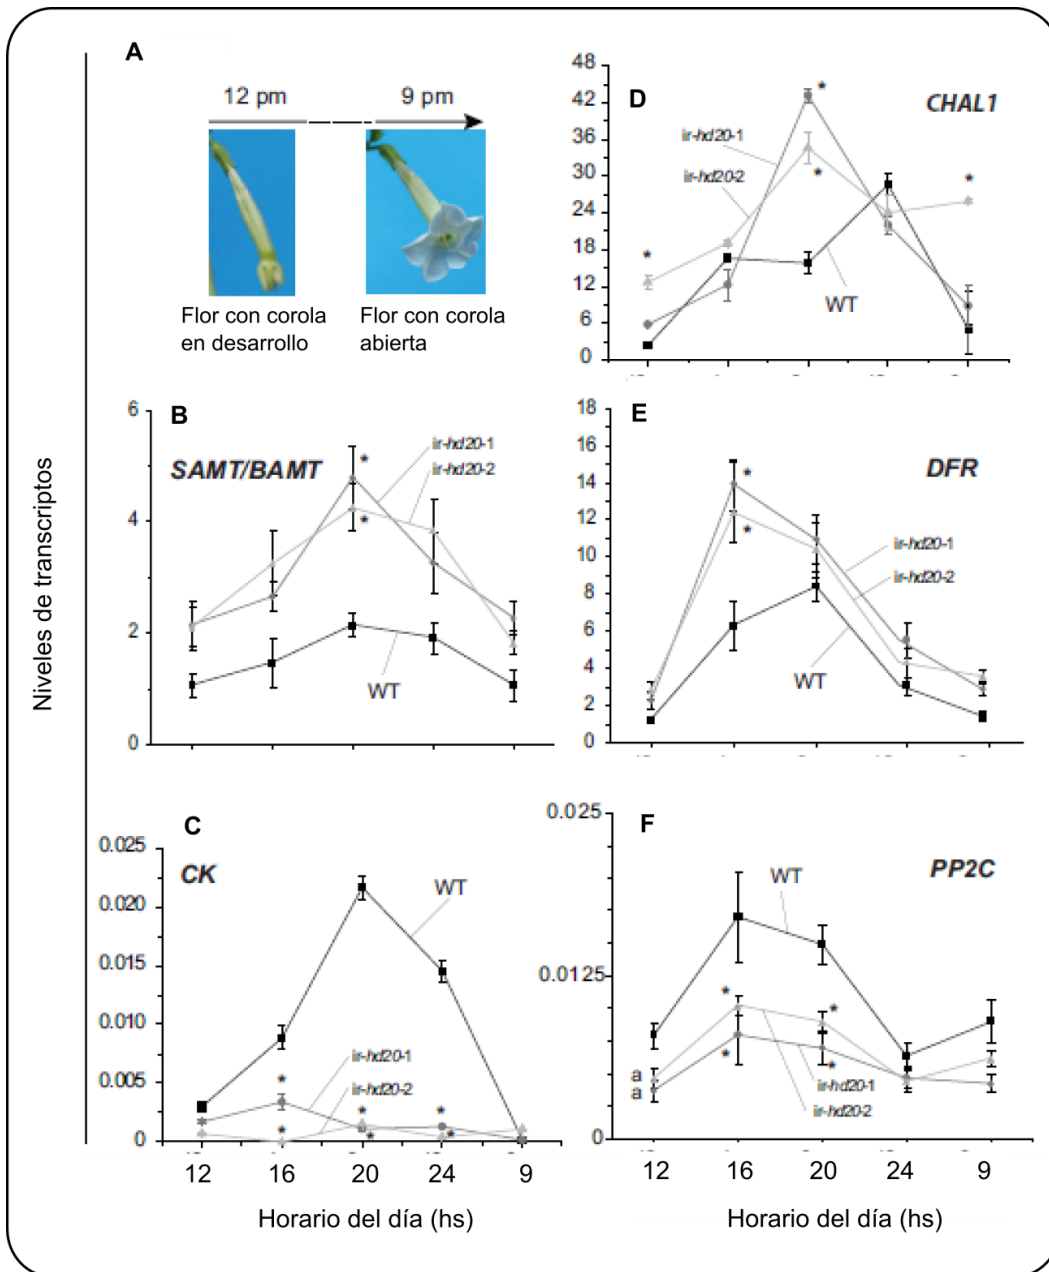 A
12 pm
9 pm
Flor con corola
en desarrollo
Flor con corola
abierta
Niveles de transcriptos
D
CHAL1
48
42
36
30
24
18
12
6
0
ir-hd20-1
ir-hd20-2
WT
*
*
*
*
B
SAMT/BAMT
6
4
2
0
ir-hd20-1
ir-hd20-2
WT
*
*
E
DFR
18
16
14
12
10
8
6
4
2
0
ir-hd20-1
ir-hd20-2
WT
*
*
C
CK
0.025
0.020
0.015
0.010
0.005
0
WT
ir-hd20-1
ir-hd20-2
*
*
*
*
*
*
12 16 20 24 9
Horario del día (hs)
F
PP2C
0.025
0.0125
0
WT
ir-hd20-1
ir-hd20-2
*
*
*
*
a
a
12 16 20 24 9
Horario del día (hs)